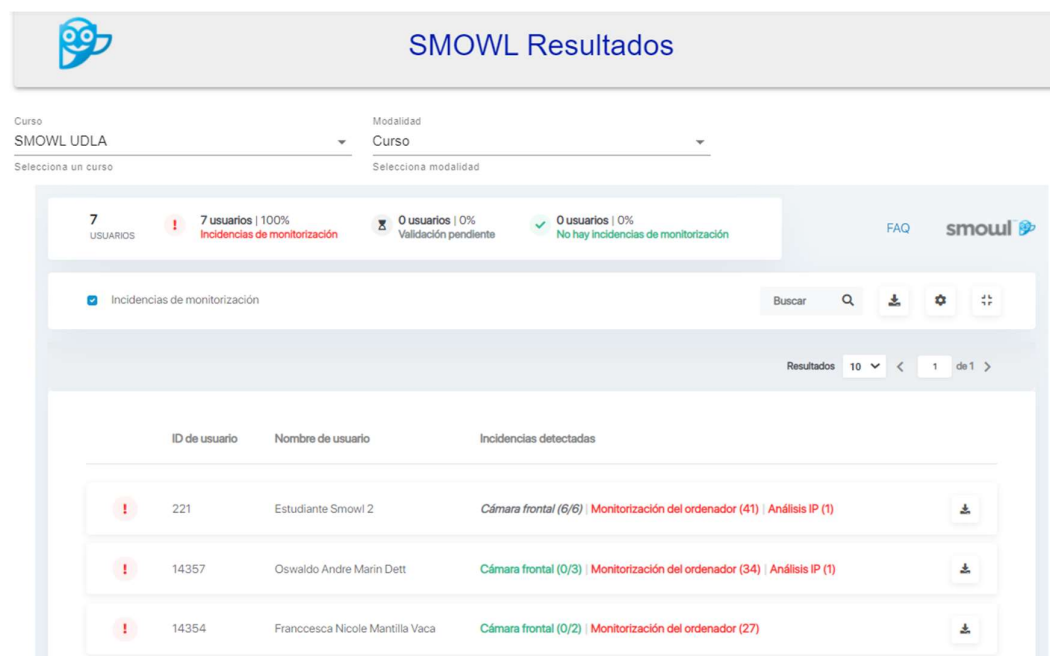 SMOWL Resultados
Curso
SMOWL UDLA
Selecciona un curso
Modalidad
Curso
Selecciona modalidad
7
USUARIOS
7 usuarios | 100%
Incidencias de monitorización
0 usuarios | 0%
Validación pendiente
0 usuarios | 0%
No hay incidencias de monitorización
FAQ
smowl
Incidencias de monitorización
Buscar
Resultados 10 1 de 1
ID de usuario Nombre de usuario Incidencias detectadas
221 Estudiante Smowl 2 Cámara frontal (6/6) | Monitorización del ordenador (41) | Análisis IP (1)
14357 Oswaldo Andre Marin Dett Cámara frontal (0/3) | Monitorización del ordenador (34) | Análisis IP (1)
14354 Franccesca Nicole Mantilla Vaca Cámara frontal (0/2) | Monitorización del ordenador (27)